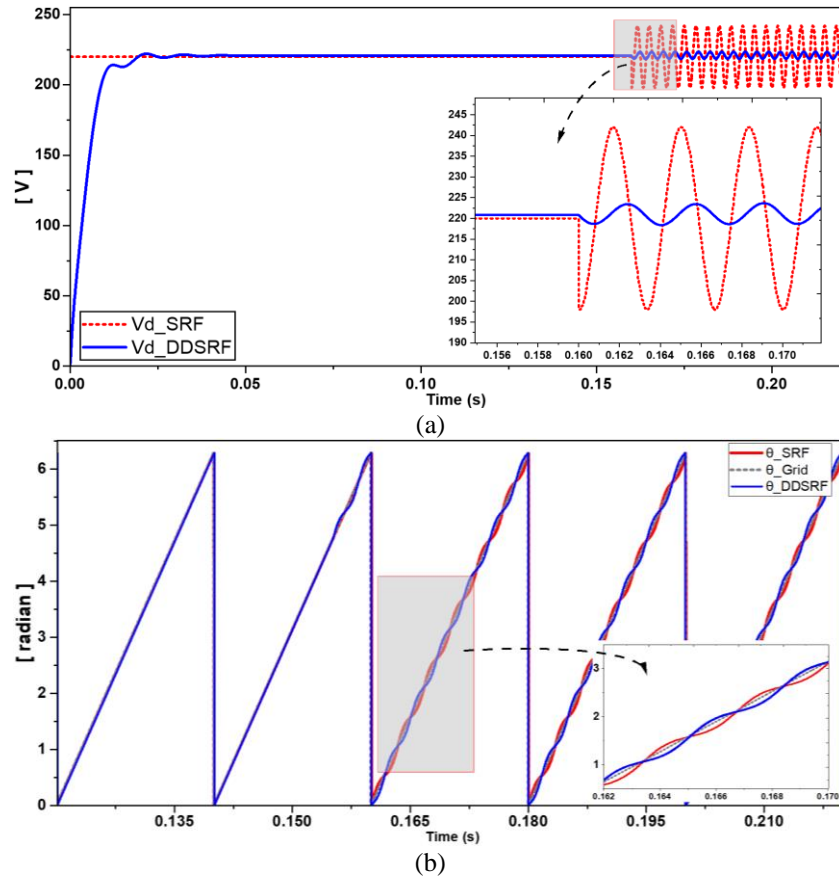 250
200
150
100
50
0
[ V ]
Vd_SRF
Vd_DDSRF
0.00 0.05 0.10 0.15 0.20
Time (s)
245
240
235
230
225
220
215
210
205
200
195
190
0.156 0.158 0.160 0.162 0.164 0.166 0.168 0.170
(a)
6
5
4
3
2
1
0
[ radian ]
θ_SRF
θ_Grid
θ_DDSRF
3
2
1
0.162 0.164 0.166 0.168 0.170
0.135 0.150 0.165 0.180 0.195 0.210
Time (s)
(b)